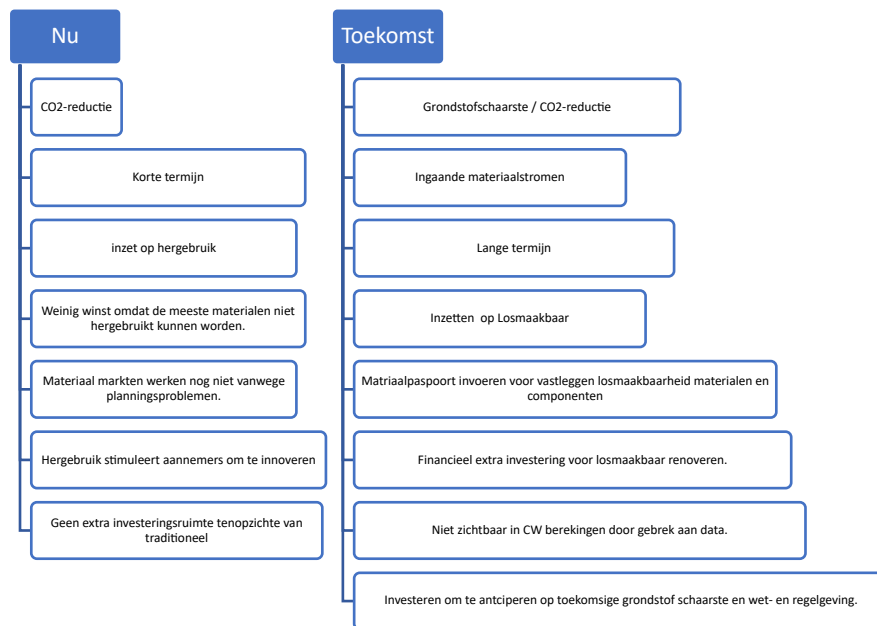 Nu
CO2-reductie
Korte termijn
inzet op hergebruik
Weinig winst omdat de meeste materialen niet
hergebruikt kunnen worden.
Materiaal markten werken nog niet vanwege
planningsproblemen.
Hergebruik stimuleert aannemers om te innoveren
Geen extra investeringsruimte tenopzichte van
traditioneel
Toekomst
Grondstofschaarste / CO2-reductie
Ingaande materiaalstromen
Lange termijn
Inzetten op Losmaakbaar
Matriaalpaspoort invoeren voor vastleggen losmaakbaarheid materialen en
componenten
Financieel extra investering voor losmaakbaar renoveren.
Niet zichtbaar in CW berekingen door gebrek aan data.
Investeren om te antciperen op toekomsige grondstof schaarste en wet- en regelgeving.